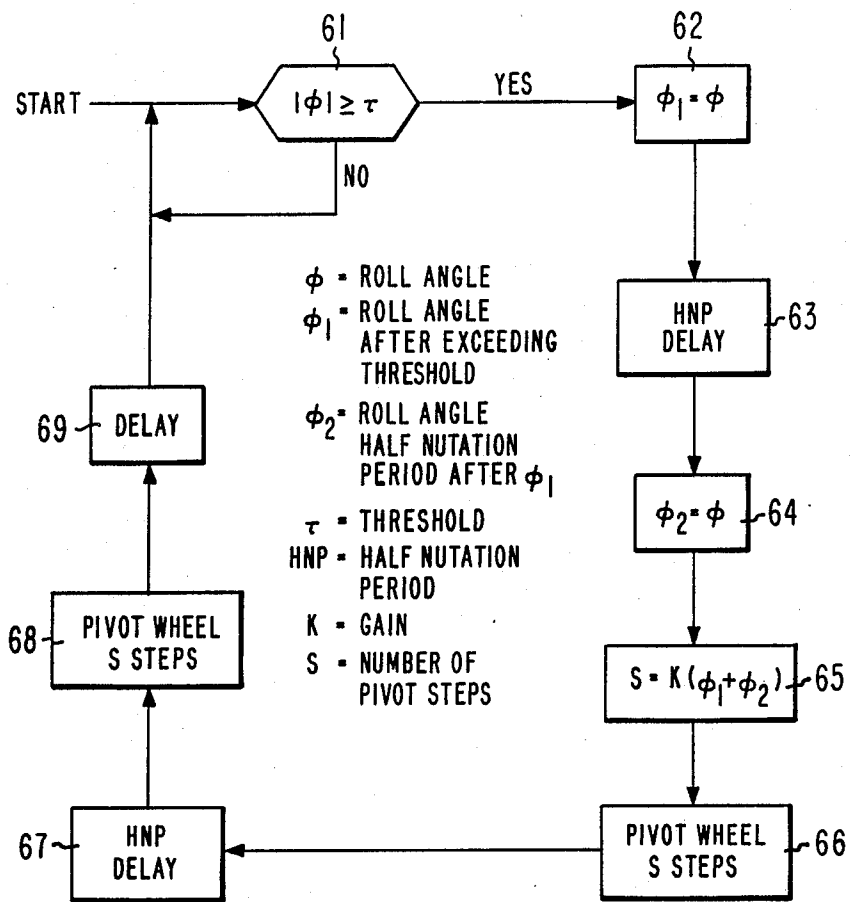 61
62
START
|ϕ| ≥ τ
YES
ϕ1 = ϕ
NO
ϕ = ROLL ANGLE
ϕ1 = ROLL ANGLE
AFTER EXCEEDING
THRESHOLD
ϕ2 = ROLL ANGLE
HALF NUTATION
PERIOD AFTER ϕ1
τ = THRESHOLD
HNP = HALF NUTATION
PERIOD
K = GAIN
S = NUMBER OF
PIVOT STEPS
HNP
DELAY
63
ϕ2 = ϕ
64
S = K(ϕ1+ϕ2)
65
PIVOT WHEEL
S STEPS
66
67
HNP
DELAY
68
PIVOT WHEEL
S STEPS
69
DELAY